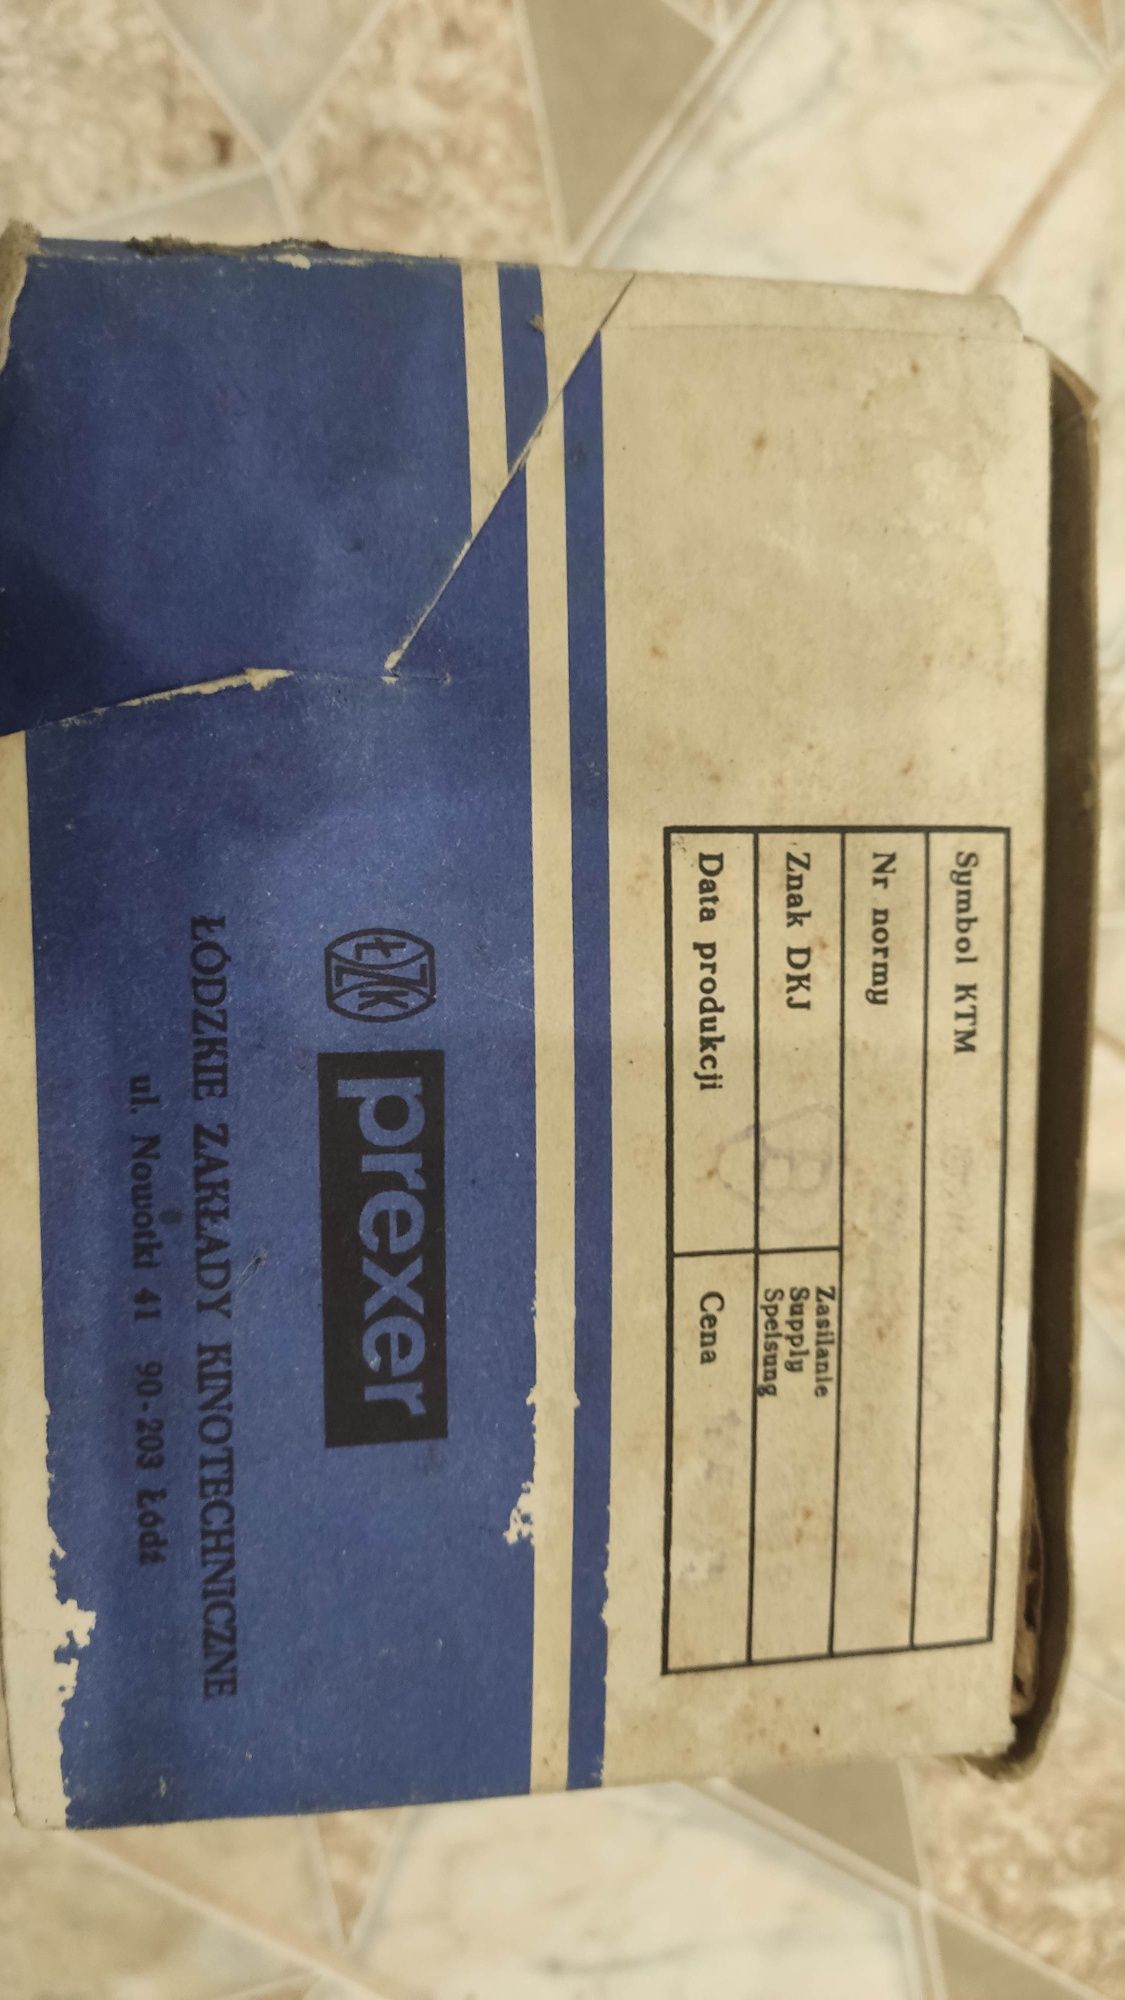 Symbol KTM
Nr normy
Znak DKJ
B
Zasilanie
Supply
Speisung
Data produkcji
Cena
ŁZK
prexer
ŁÓDZKIE ZAKŁADY KINOTECHNICZNE
ul. Nowotki 41 90-203 Łódź